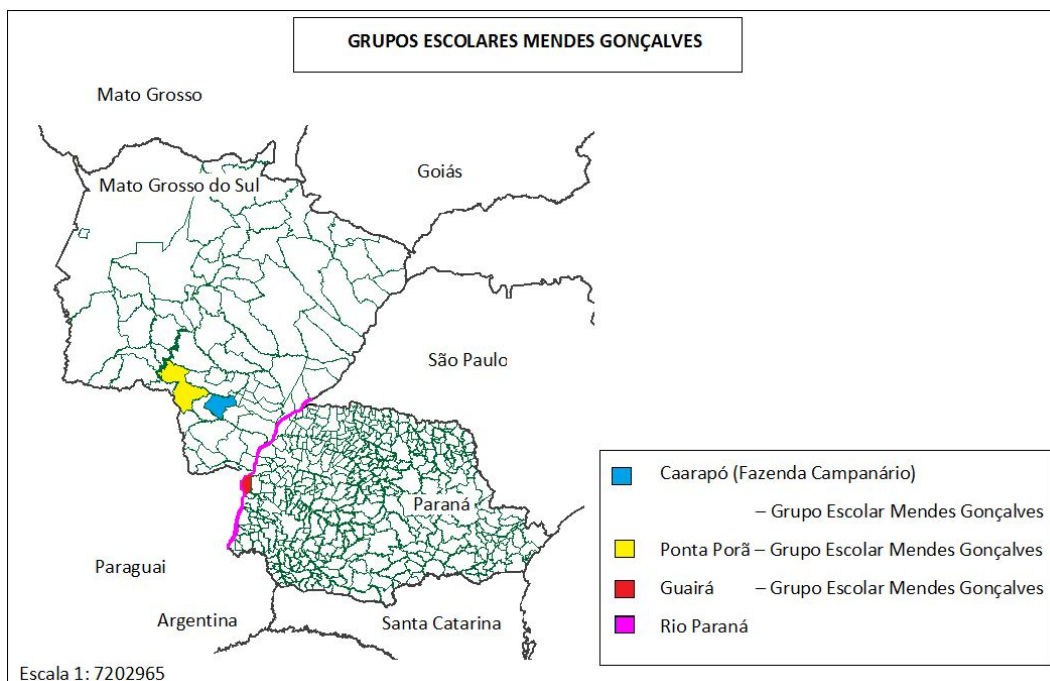 GRUPOS ESCOLARES MENDES GONÇALVES
Mato Grosso
Goiás
Mato Grosso do Sul
São Paulo
Paraná
Paraguai
Argentina
Santa Catarina
Caarapó (Fazenda Campanário)
– Grupo Escolar Mendes Gonçalves
Ponta Porã – Grupo Escolar Mendes Gonçalves
Guairá – Grupo Escolar Mendes Gonçalves
Rio Paraná
Escala 1: 7202965